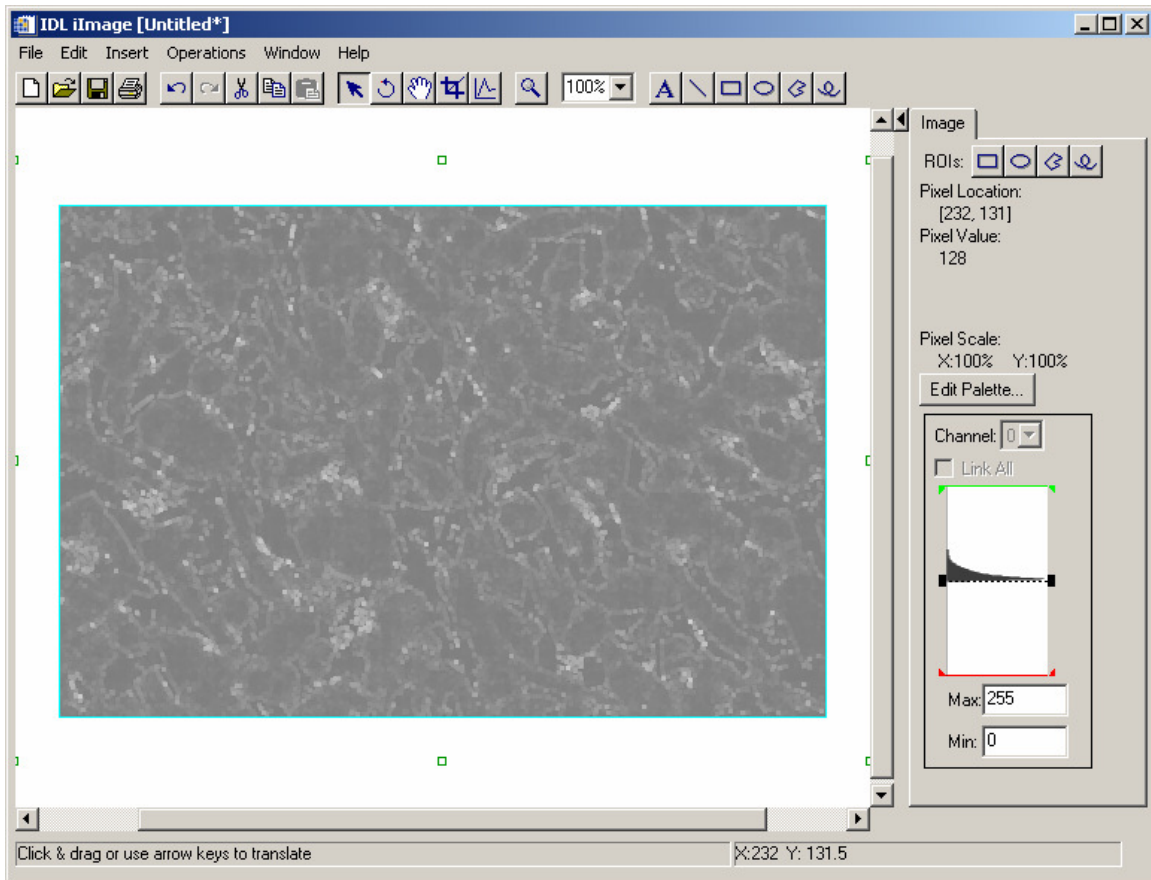 IDL iImage [Untitled*]
File Edit Insert Operations Window Help
100%
A
Image
ROIs:
Pixel Location:
[232, 131]
Pixel Value:
128
Pixel Scale:
X:100% Y:100%
Edit Palette...
Channel: 0
Link All
Max: 255
Min: 0
Click & drag or use arrow keys to translate
X:232 Y: 131.5